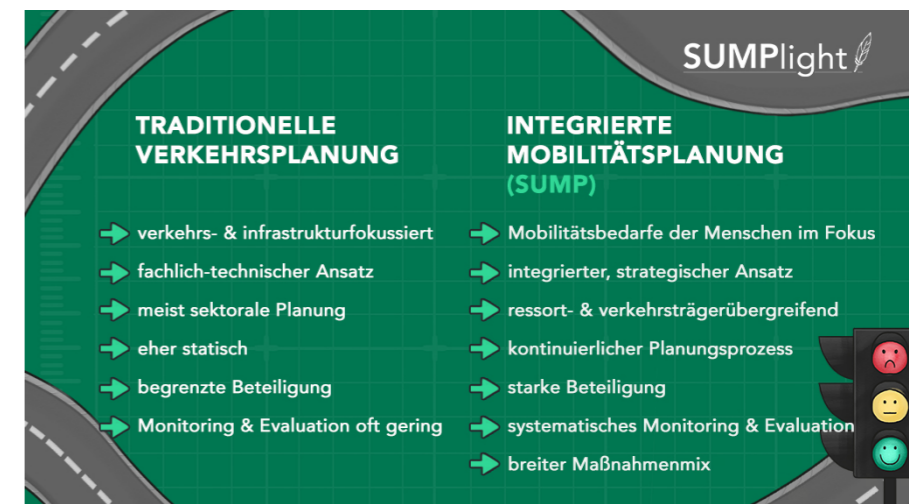 SUMPlight
TRADITIONELLE
VERKEHRSPLANUNG
verkehrs- & infrastrukturfokussiert
fachlich-technischer Ansatz
meist sektorale Planung
eher statisch
begrenzte Beteiligung
Monitoring & Evaluation oft gering
INTEGRIERTE
MOBILITÄTSPLANUNG
(SUMP)
Mobilitätsbedarfe der Menschen im Fokus
integrierter, strategischer Ansatz
ressort- & verkehrsträgerübergreifend
kontinuierlicher Planungsprozess
starke Beteiligung
systematisches Monitoring & Evaluation
breiter Maßnahmenmix